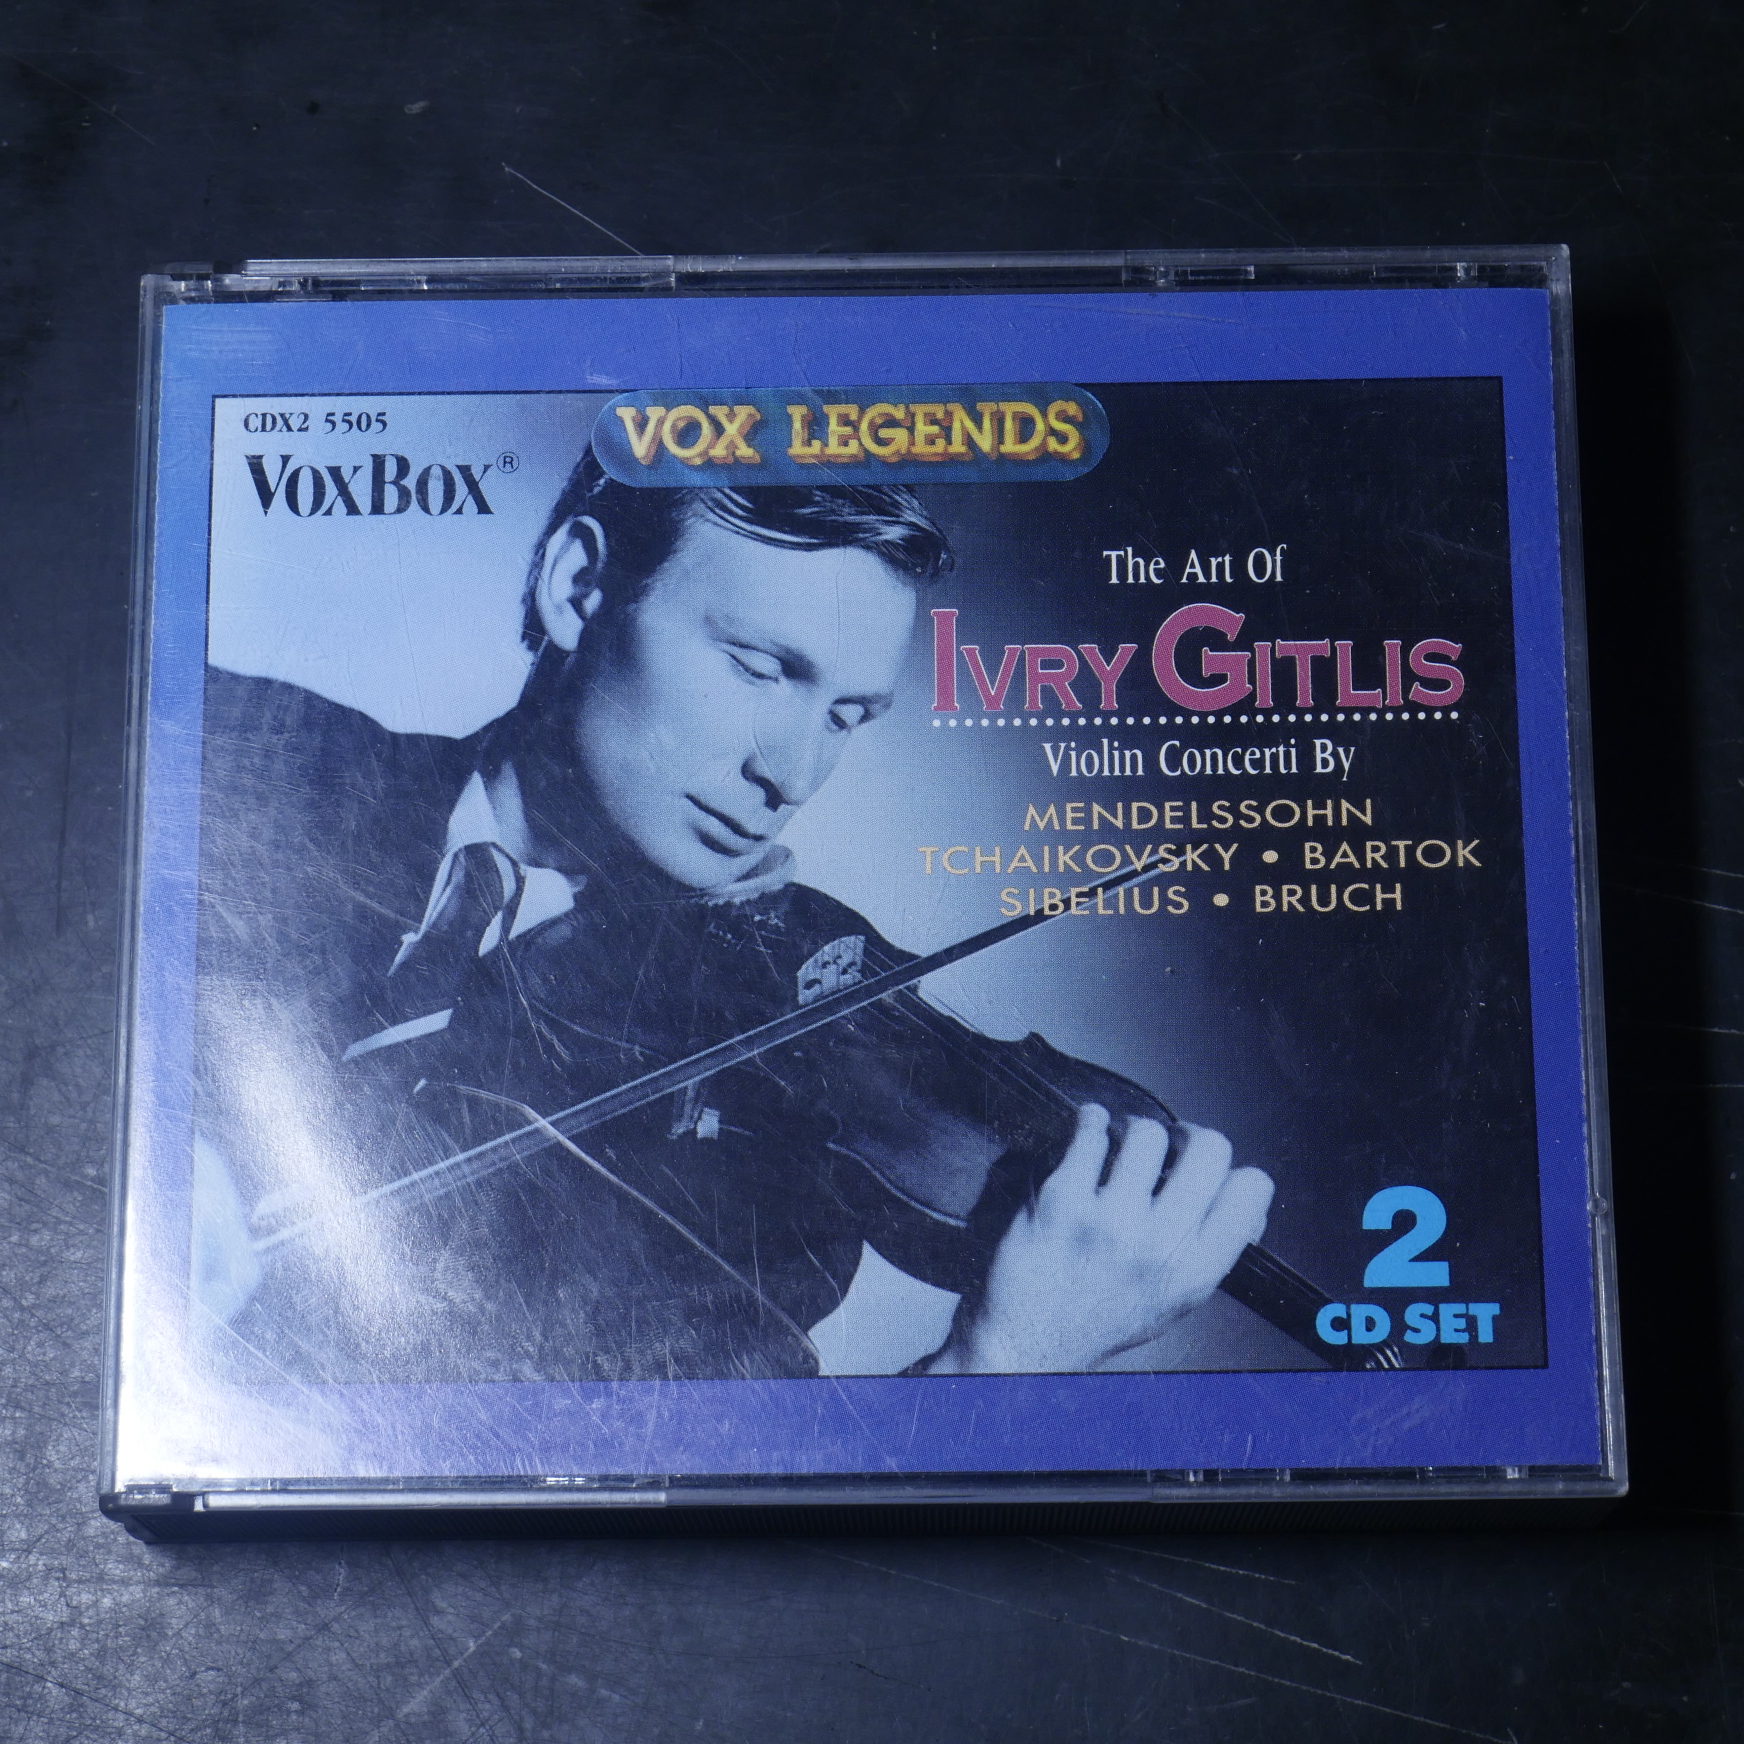 CDX2 5505
VOXBOX®
VOX LEGENDS
The Art Of
IVRY GITLIS
Violin Concerti By
MENDELSSOHN
TCHAIKOVSKY • BARTOK
SIBELIUS • BRUCH
2
CD SET